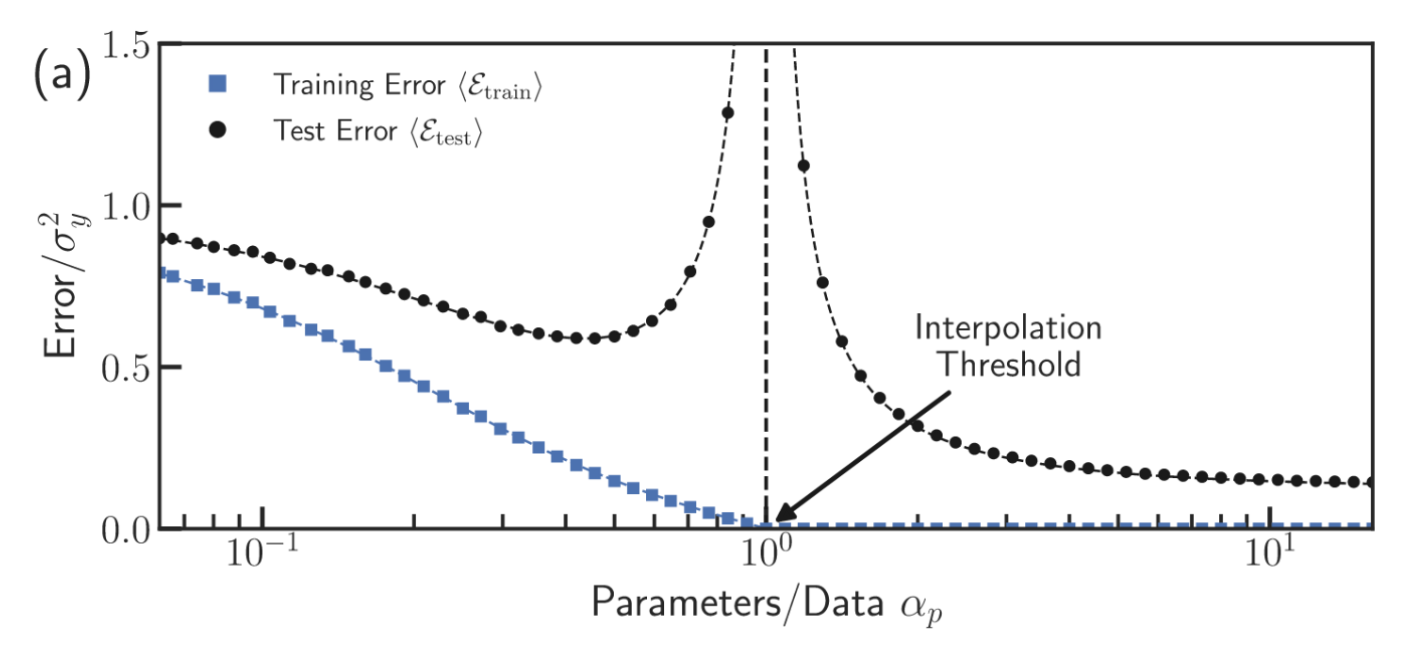 (a)
1.5
Training Error ⟨ℰtrain⟩
Test Error ⟨ℰtest⟩
1.0
Error/σ²y
Interpolation
Threshold
0.5
0.0
10⁻¹
10⁰
10¹
Parameters/Data αp